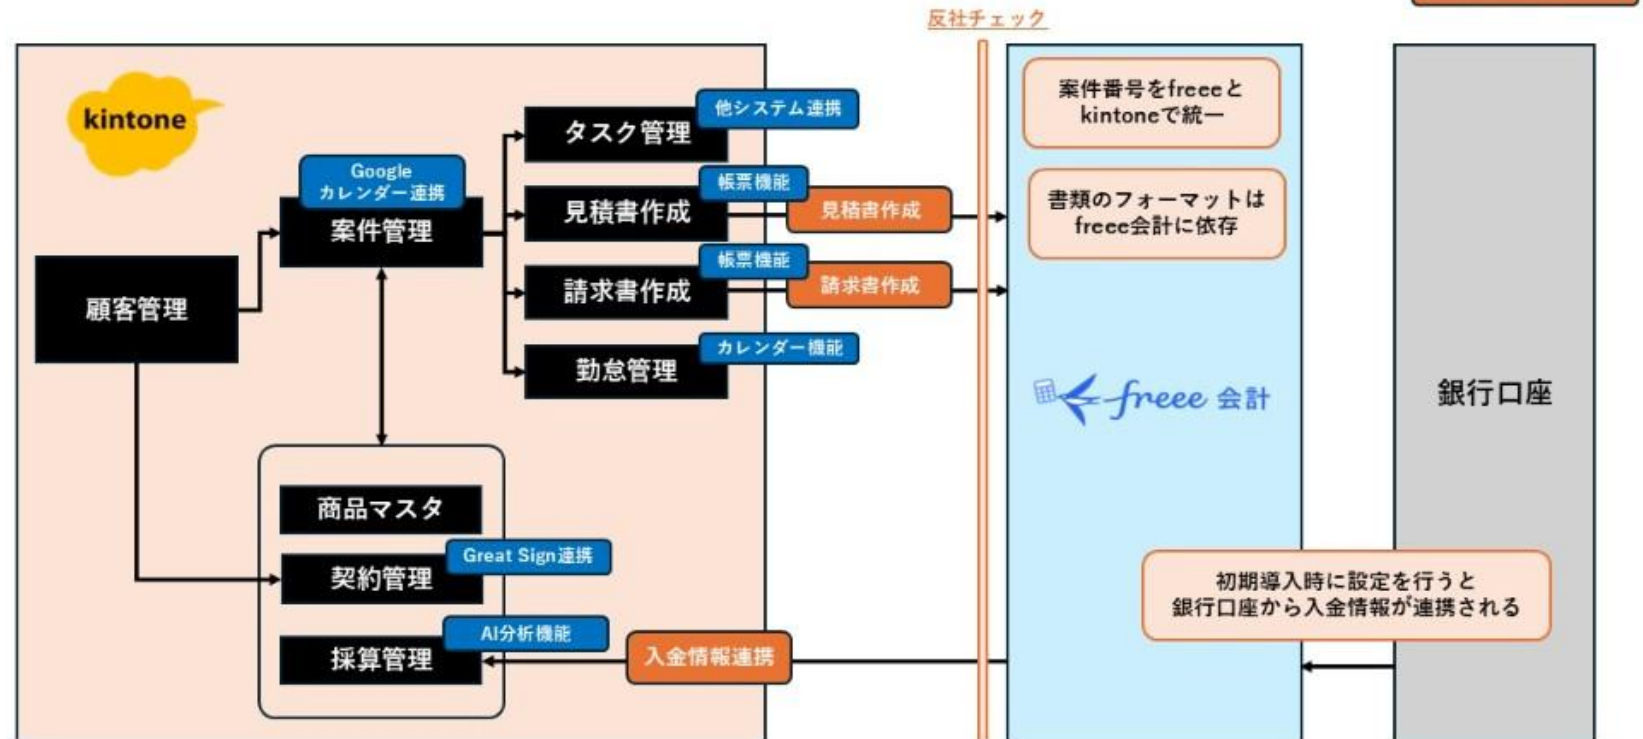 反社チェック
kintone
他システム連携
タスク管理
Google
カレンダー連携
案件管理
帳票機能
見積書作成
見積書作成
帳票機能
請求書作成
請求書作成
カレンダー機能
勤怠管理
顧客管理
商品マスタ
Great Sign連携
契約管理
AI分析機能
採算管理
入金情報連携
案件番号をfreeeと
kintoneで統一
書類のフォーマットは
freee会計に依存
freee 会計
銀行口座
初期導入時に設定を行うと
銀行口座から入金情報が連携される